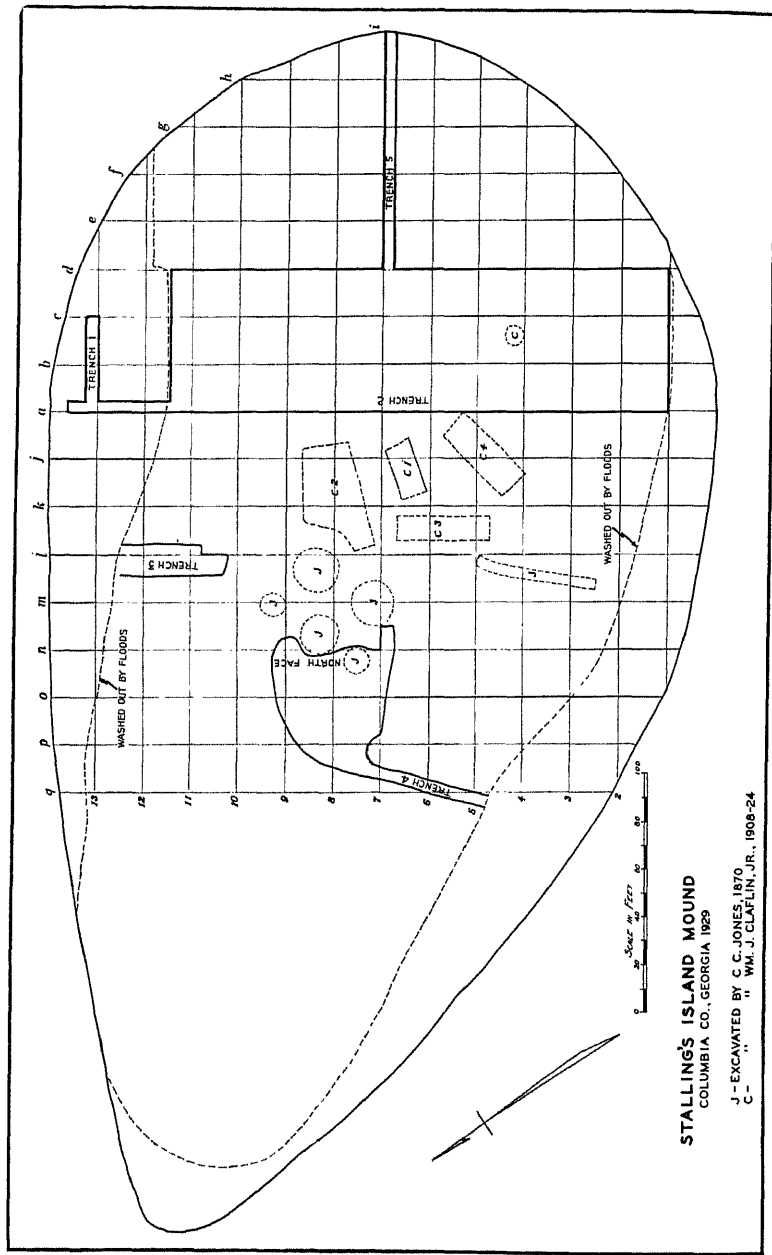 i
h
g
f
e
d
c
b
a
j
k
i
m
n
o
p
q
13
12
11
10
9
8
7
6
5
4
3
2
TRENCH 1
TRENCH 5
TRENCH 2
C
C 2
C 1
C 4
C 3
TRENCH 3
J
J
J
J
J
J
NORTH FACE
TRENCH 4
WASHED OUT BY FLOODS
WASHED OUT BY FLOODS
SCALE IN FEET
0 20 40 60 80 100
STALLING'S ISLAND MOUND
COLUMBIA CO., GEORGIA 1929
J - EXCAVATED BY C C. JONES, 1870
C - " " WM. J. CLAFLIN, JR., 1908-24